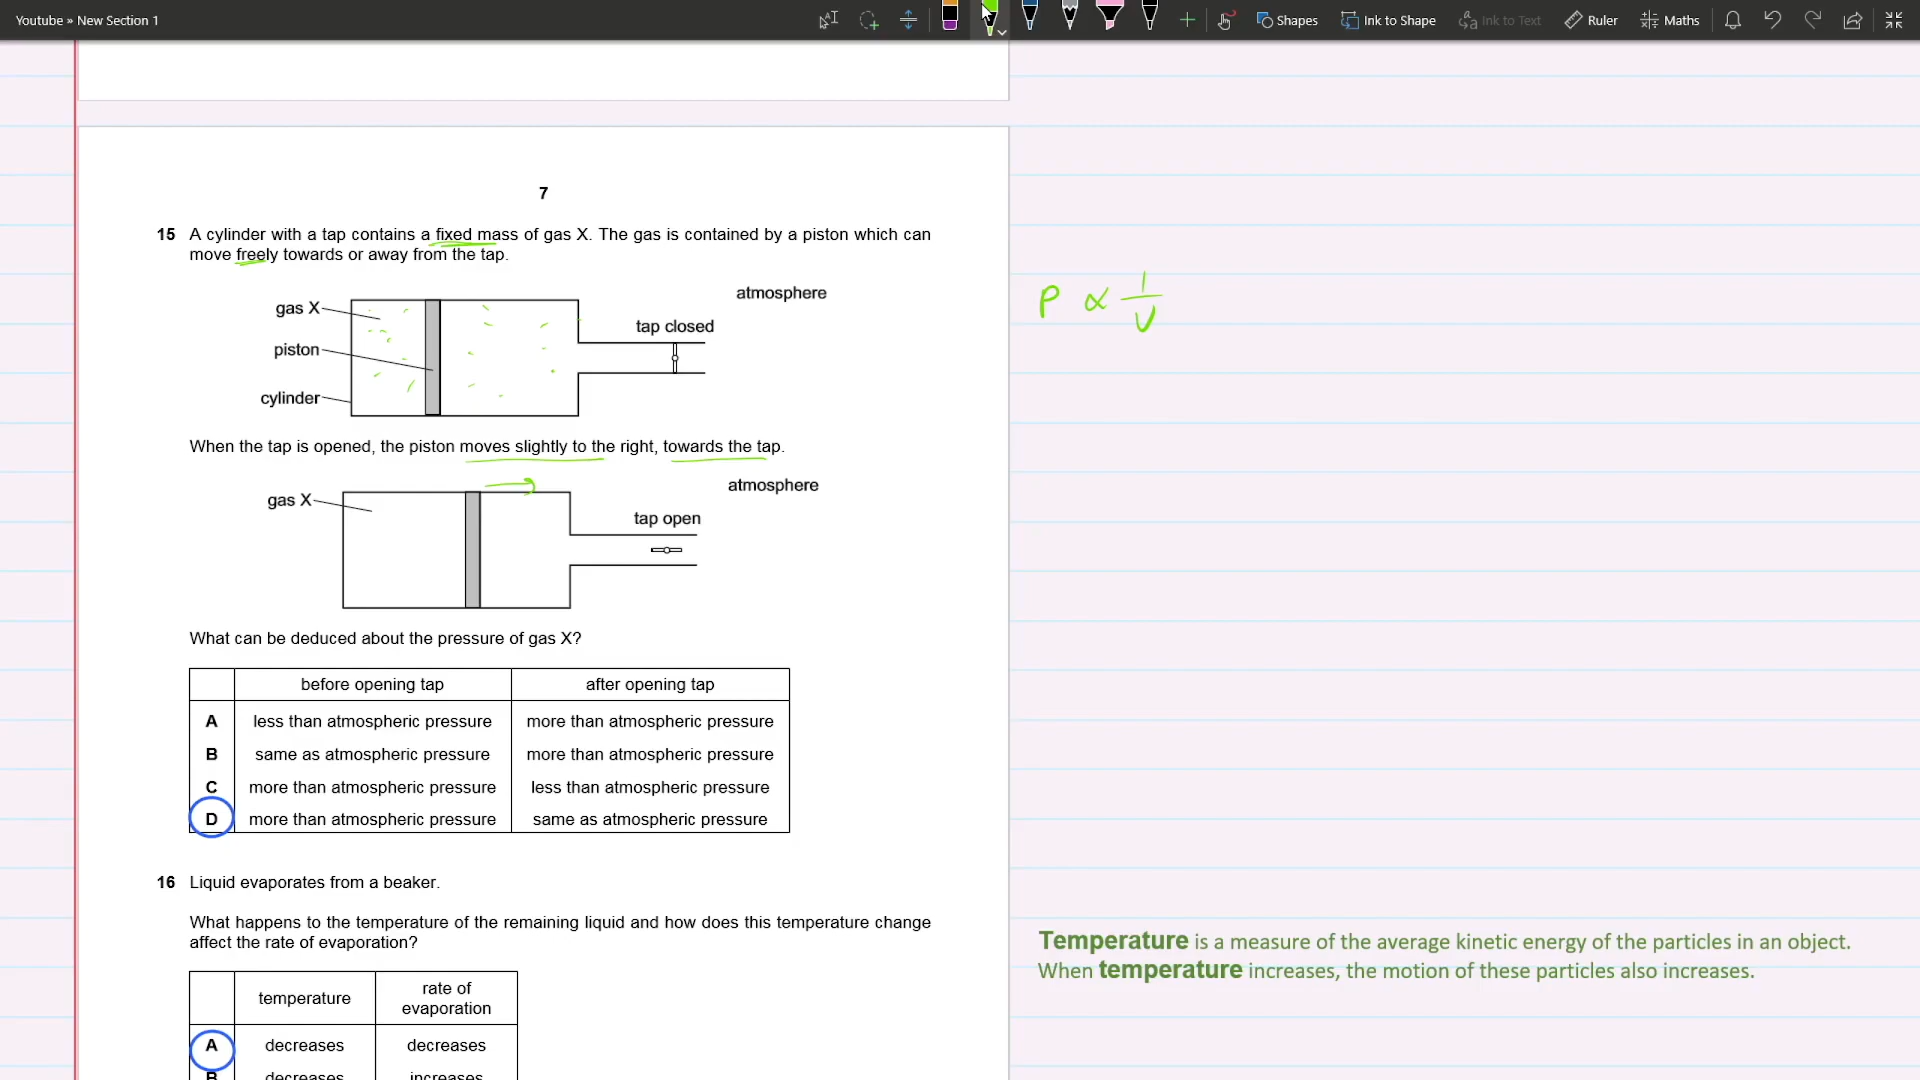 Youtube » New Section 1
Shapes
Ink to Shape
Ink to Text
Ruler
Maths
7
15 A cylinder with a tap contains a fixed mass of gas X. The gas is contained by a piston which can
move freely towards or away from the tap.
atmosphere
gas X
tap closed
piston
cylinder
P ∝ 1/V
When the tap is opened, the piston moves slightly to the right, towards the tap.
atmosphere
gas X
tap open
What can be deduced about the pressure of gas X?
before opening tap after opening tap
A less than atmospheric pressure more than atmospheric pressure
B same as atmospheric pressure more than atmospheric pressure
C more than atmospheric pressure less than atmospheric pressure
D more than atmospheric pressure same as atmospheric pressure
16 Liquid evaporates from a beaker.
What happens to the temperature of the remaining liquid and how does this temperature change
affect the rate of evaporation?
temperature rate of
evaporation
A decreases decreases
B decreases increases
Temperature is a measure of the average kinetic energy of the particles in an object.
When temperature increases, the motion of these particles also increases.